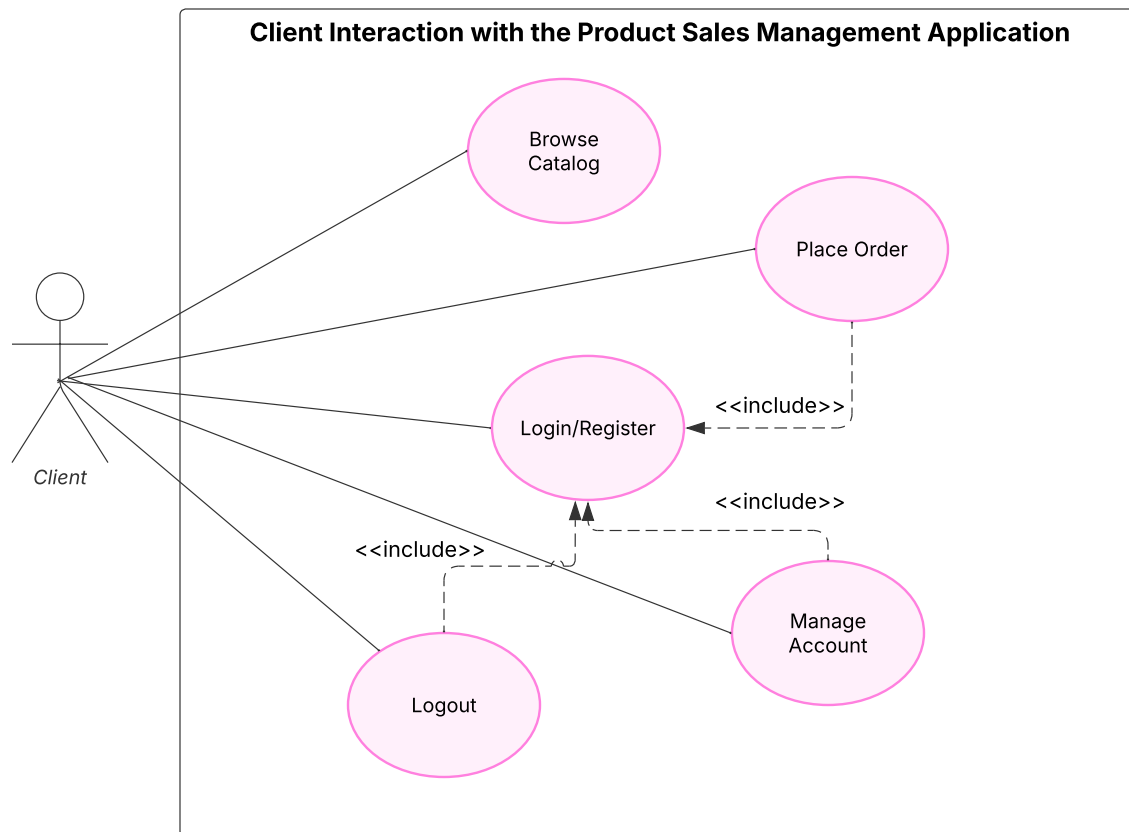 Client Interaction with the Product Sales Management Application
Browse
Catalog
Place Order
<<include>>
Login/Register
Client
<<include>>
<<include>>
Manage
Account
Logout